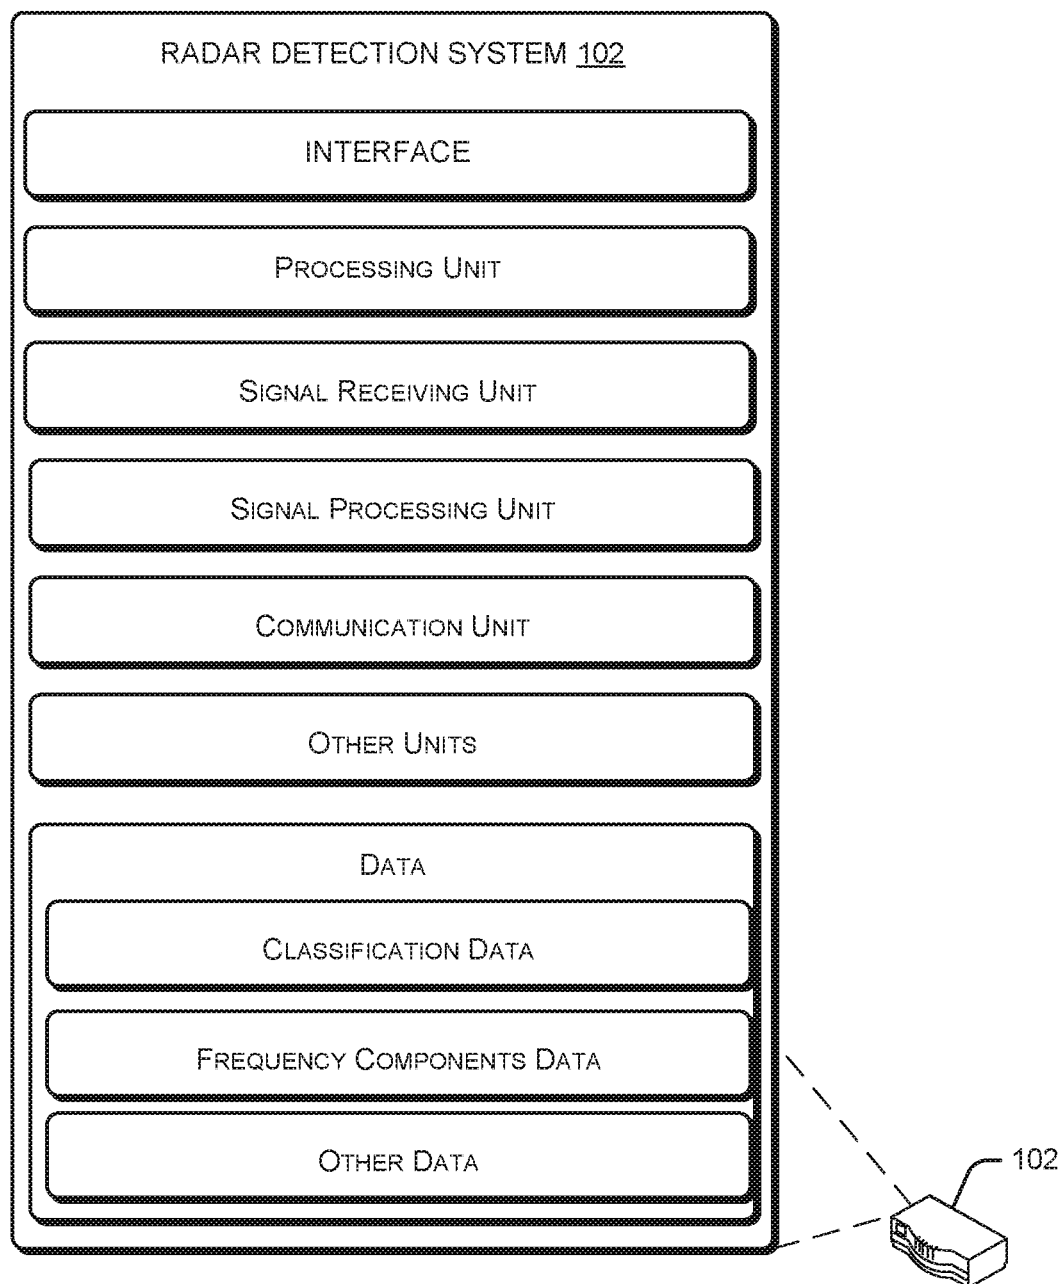 RADAR DETECTION SYSTEM 102
INTERFACE
PROCESSING UNIT
SIGNAL RECEIVING UNIT
SIGNAL PROCESSING UNIT
COMMUNICATION UNIT
OTHER UNITS
DATA
CLASSIFICATION DATA
FREQUENCY COMPONENTS DATA
OTHER DATA
102